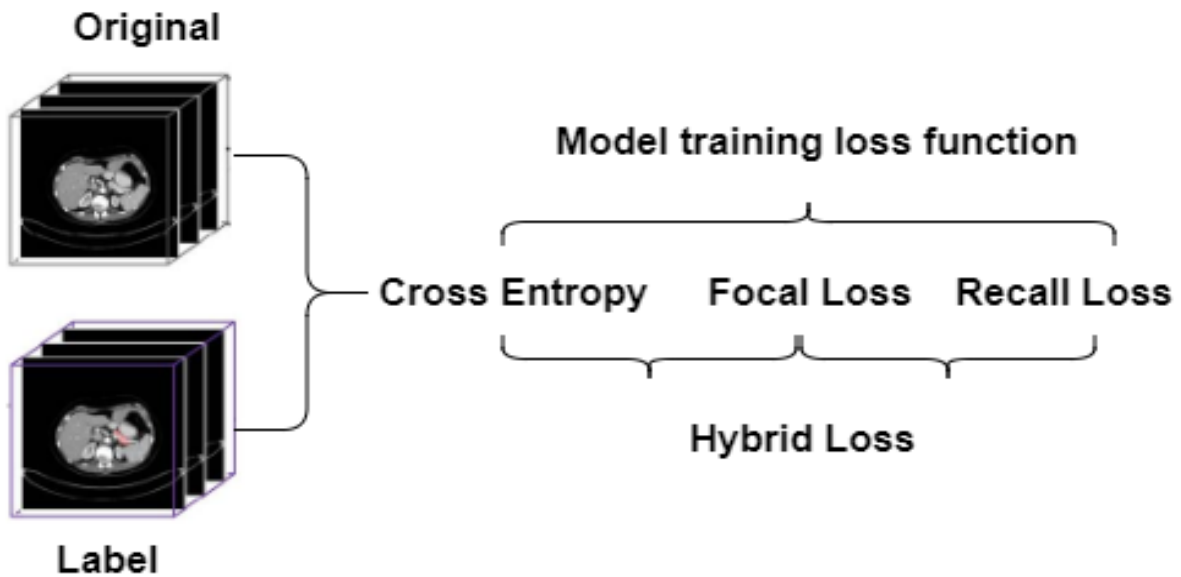 Original
Model training loss function
Cross Entropy Focal Loss Recall Loss
Hybrid Loss
Label